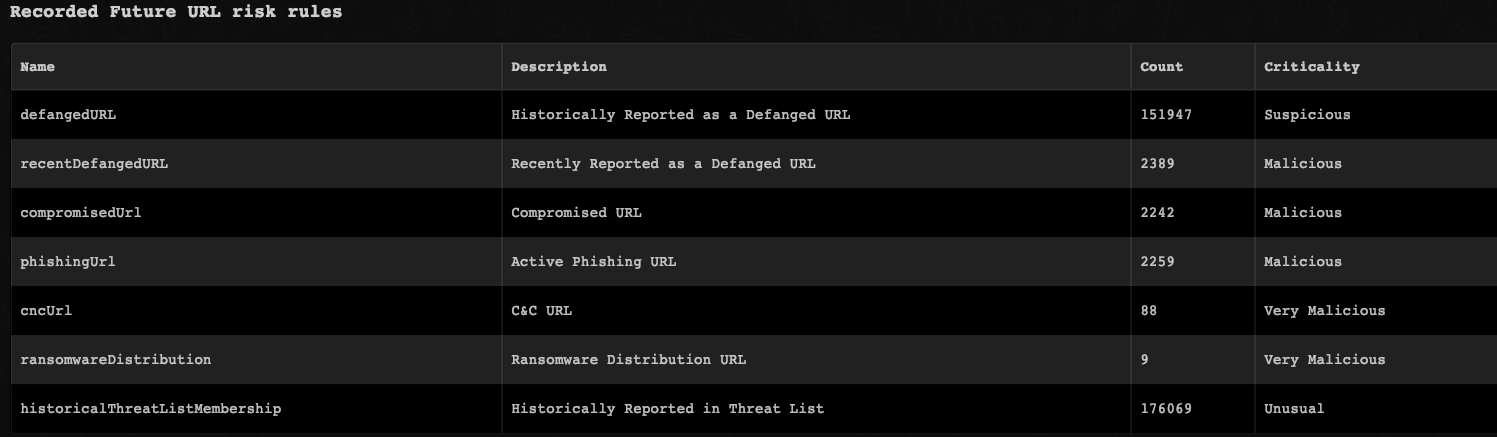 Recorded Future URL risk rules
Name Description Count Criticality
defangedURL Historically Reported as a Defanged URL 151947 Suspicious
recentDefangedURL Recently Reported as a Defanged URL 2389 Malicious
compromisedUrl Compromised URL 2242 Malicious
phishingUrl Active Phishing URL 2259 Malicious
cncUrl C&C URL 88 Very Malicious
ransomwareDistribution Ransomware Distribution URL 9 Very Malicious
historicalThreatListMembership Historically Reported in Threat List 176069 Unusual